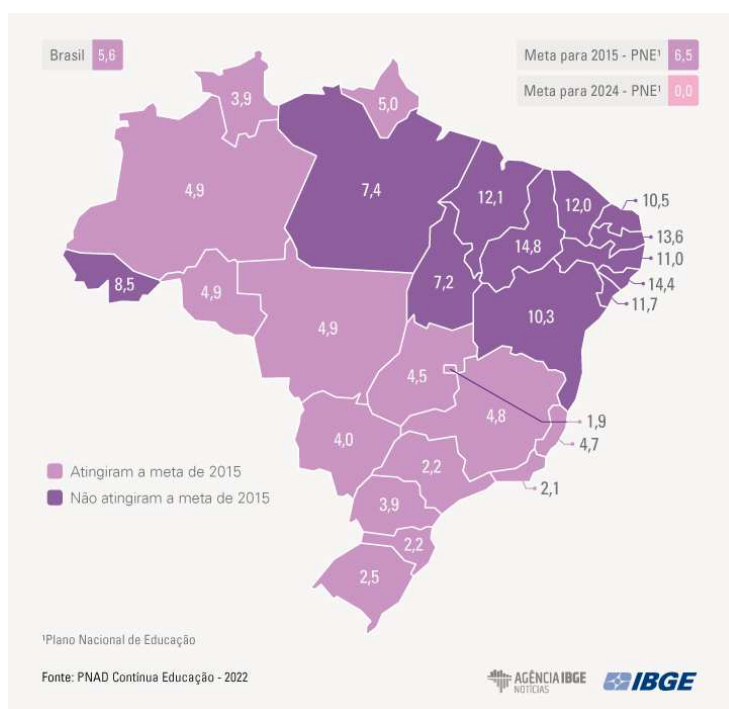 Brasil 5,6
Meta para 2015 - PNE¹ 6,5
Meta para 2024 - PNE¹ 0,0
3,9
5,0
4,9
7,4
12,1
12,0
10,5
13,6
11,0
14,4
11,7
14,8
8,5
4,9
7,2
10,3
4,9
4,5
4,8
1,9
4,7
4,0
2,2
2,1
3,9
2,2
2,5
Atingiram a meta de 2015
Não atingiram a meta de 2015
¹Plano Nacional de Educação
Fonte: PNAD Contínua Educação - 2022
AGÊNCIA IBGE
NOTÍCIAS
IBGE